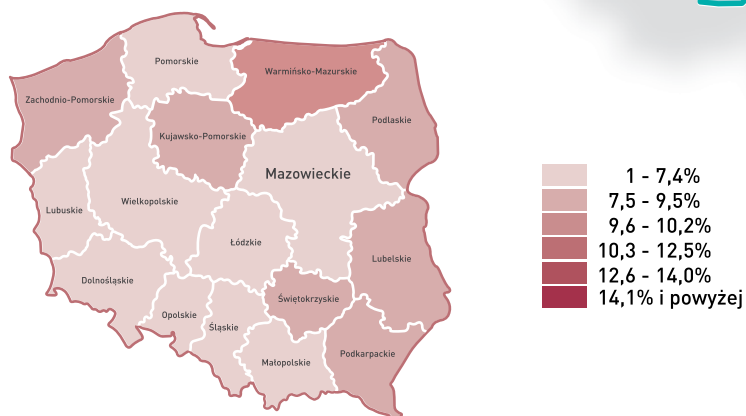 Pomorskie
Warmińsko-Mazurskie
Zachodnio-Pomorskie
Podlaskie
Kujawsko-Pomorskie
Mazowieckie
Wielkopolskie
Lubuskie
Łódzkie
Lubelskie
Dolnośląskie
Świętokrzyskie
Opolskie
Śląskie
Podkarpackie
Małopolskie
1 - 7,4%
7,5 - 9,5%
9,6 - 10,2%
10,3 - 12,5%
12,6 - 14,0%
14,1% i powyżej